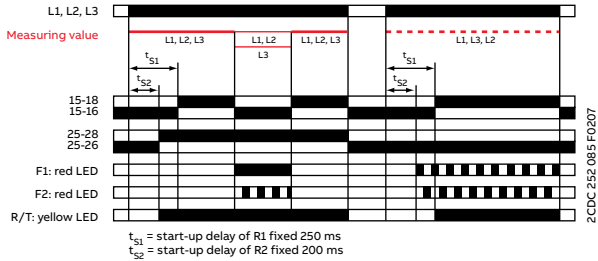 L1, L2, L3
Measuring value
L1, L2, L3
L1, L2
L3
L1, L2, L3
L1, L3, L2
tS1
tS1
tS2
tS2
15-18
15-16
25-28
25-26
F1: red LED
F2: red LED
R/T: yellow LED
tS1 = start-up delay of R1 fixed 250 ms
tS2 = start-up delay of R2 fixed 200 ms
2CDC 252 085 F0207